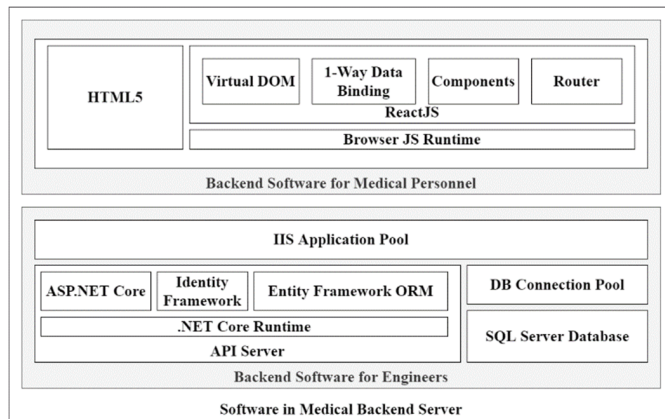 HTML5
Virtual DOM
1-Way Data
Binding
Components
Router
ReactJS
Browser JS Runtime
Backend Software for Medical Personnel
IIS Application Pool
ASP.NET Core
Identity
Framework
Entity Framework ORM
.NET Core Runtime
API Server
DB Connection Pool
SQL Server Database
Backend Software for Engineers
Software in Medical Backend Server